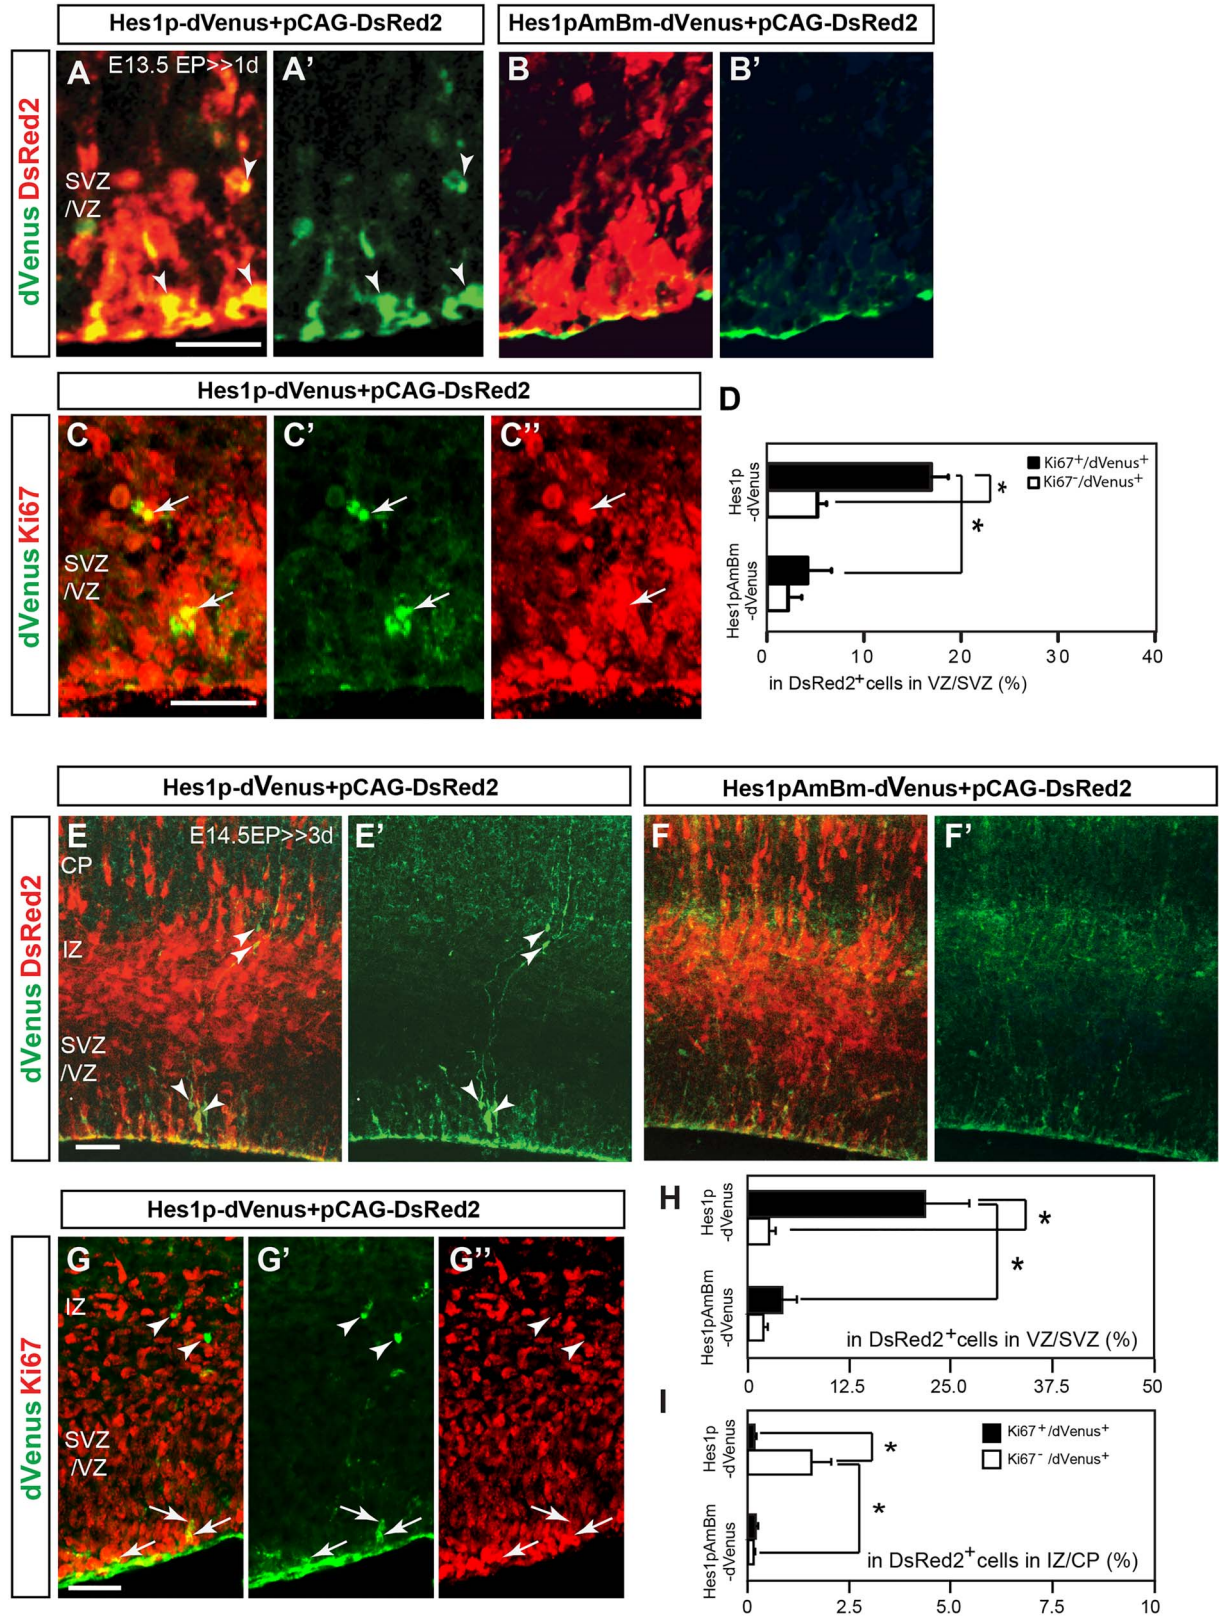 Hes1p-dVenus+pCAG-DsRed2
Hes1pAmBm-dVenus+pCAG-DsRed2
dVenus DsRed2
A
E13.5 EP>>1d
SVZ
/VZ
A'
B
B'
Hes1p-dVenus+pCAG-DsRed2
dVenus Ki67
C
SVZ
/VZ
C'
C''
D
Hes1p
-dVenus
Hes1pAmBm
-dVenus
Ki67+/dVenus+
Ki67-/dVenus+
*
*
0 10 20 30 40
in DsRed2+cells in VZ/SVZ (%)
Hes1p-dVenus+pCAG-DsRed2
Hes1pAmBm-dVenus+pCAG-DsRed2
dVenus DsRed2
E
E14.5EP>>3d
CP
IZ
SVZ
/VZ
E'
F
F'
Hes1p-dVenus+pCAG-DsRed2
dVenus Ki67
G
IZ
SVZ
/VZ
G'
G''
H
Hes1p
-dVenus
Hes1pAmBm
-dVenus
*
*
in DsRed2+cells in VZ/SVZ (%)
0 12.5 25.0 37.5 50
I
Hes1p
-dVenus
Hes1pAmBm
-dVenus
Ki67+/dVenus+
Ki67- /dVenus+
*
*
in DsRed2+cells in IZ/CP (%)
0 2.5 5.0 7.5 10